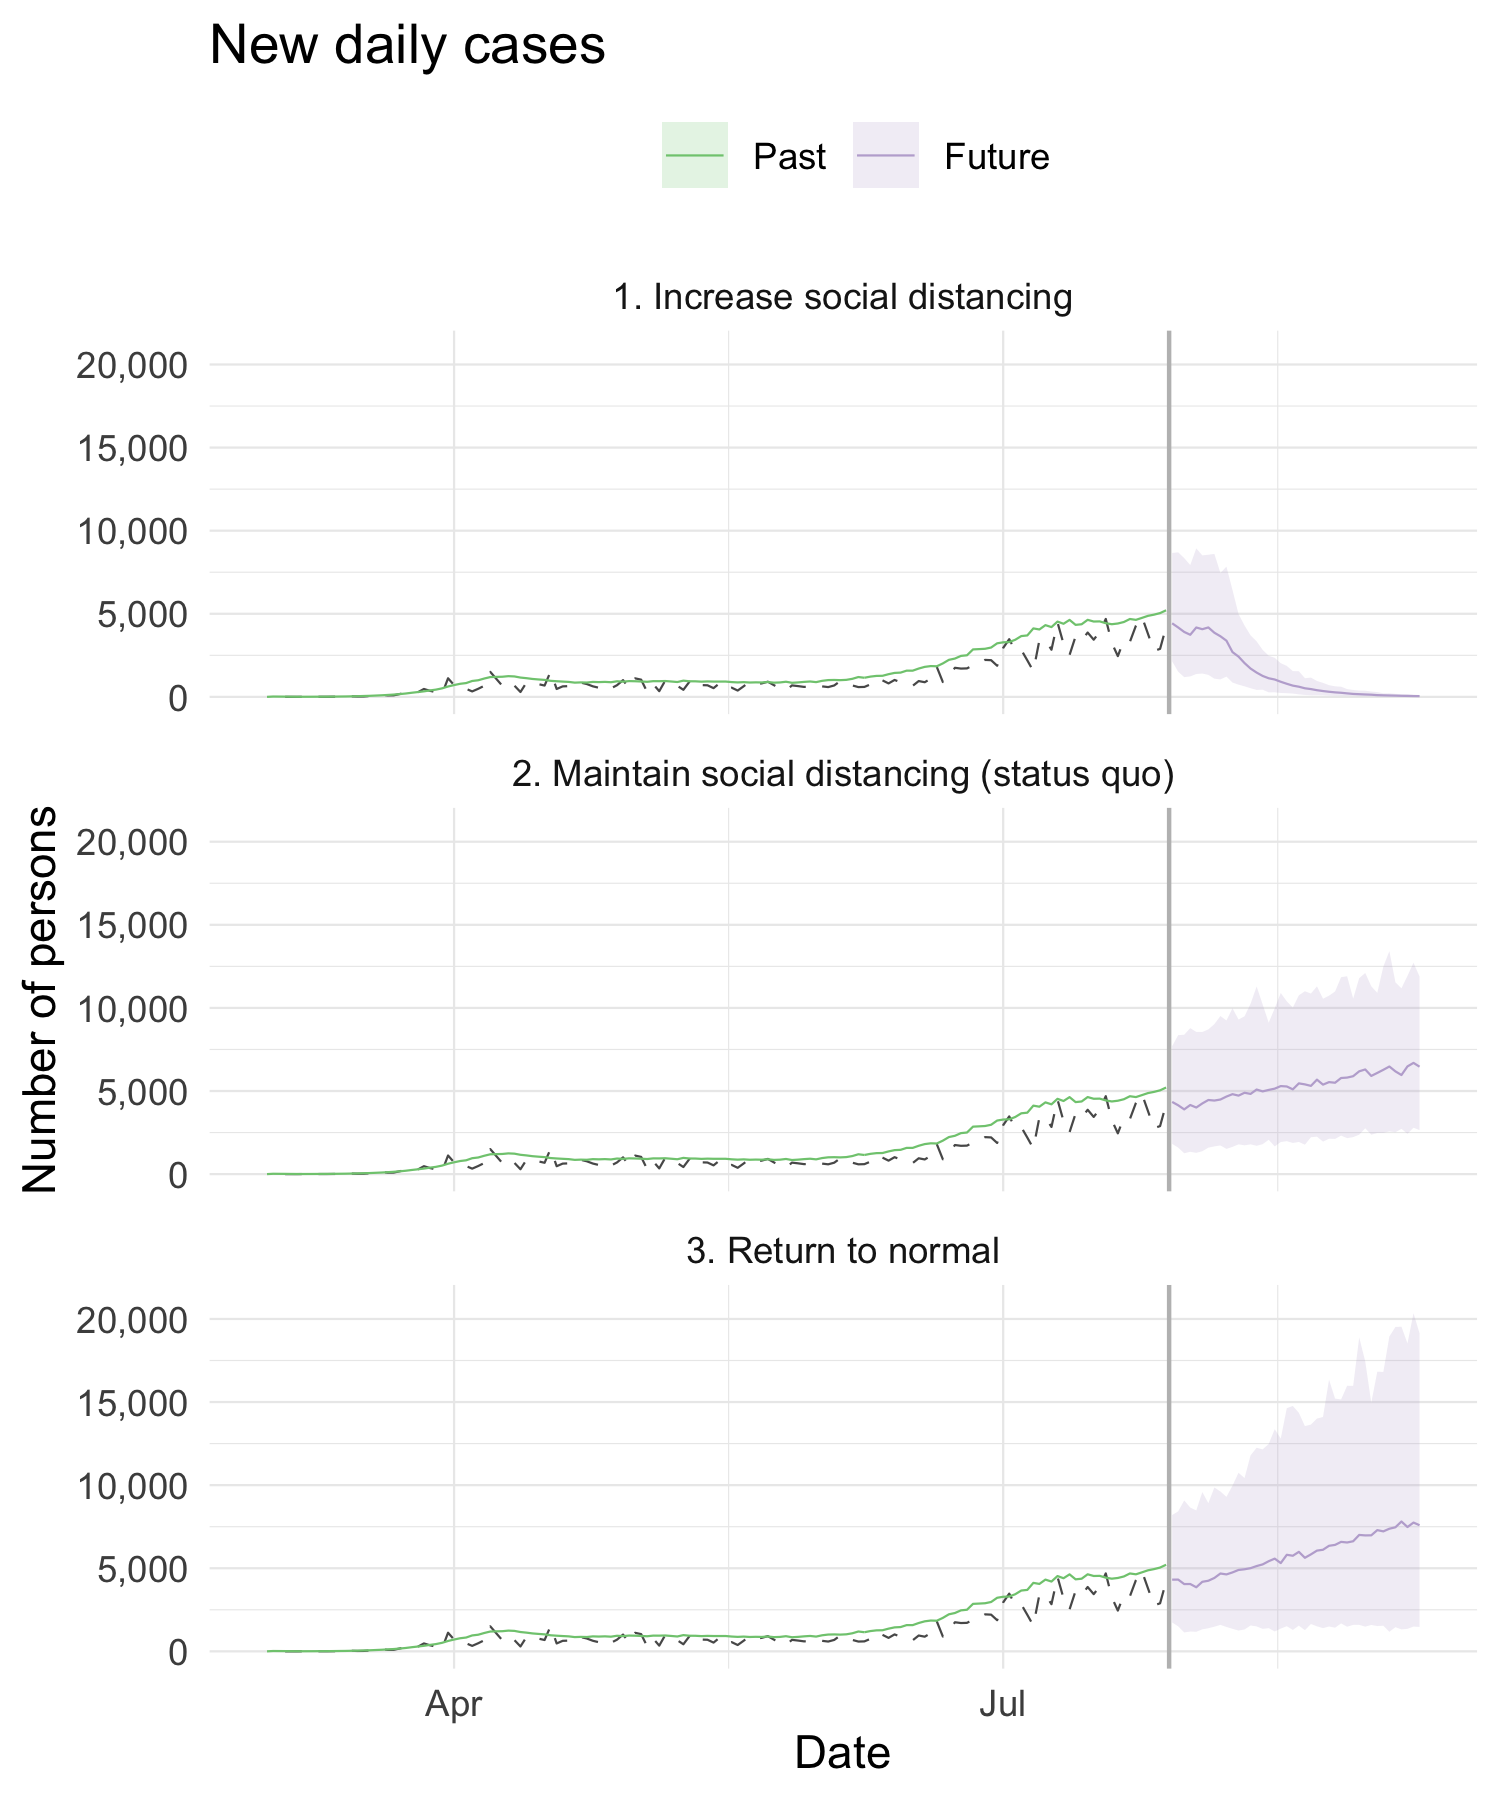 New daily cases
Past Future
1. Increase social distancing
20,000
15,000
10,000
5,000
0
2. Maintain social distancing (status quo)
20,000
15,000
10,000
5,000
0
Number of persons
3. Return to normal
20,000
15,000
10,000
5,000
0
Apr Jul
Date